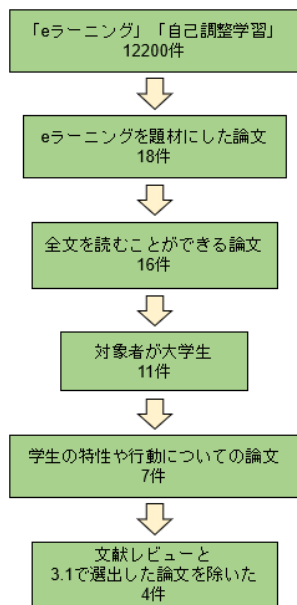 「eラーニング」「自己調整学習」
12200件
eラーニングを題材にした論文
18件
全文を読むことができる論文
16件
対象者が大学生
11件
学生の特性や行動についての論文
7件
文献レビューと
3.1で選出した論文を除いた
4件